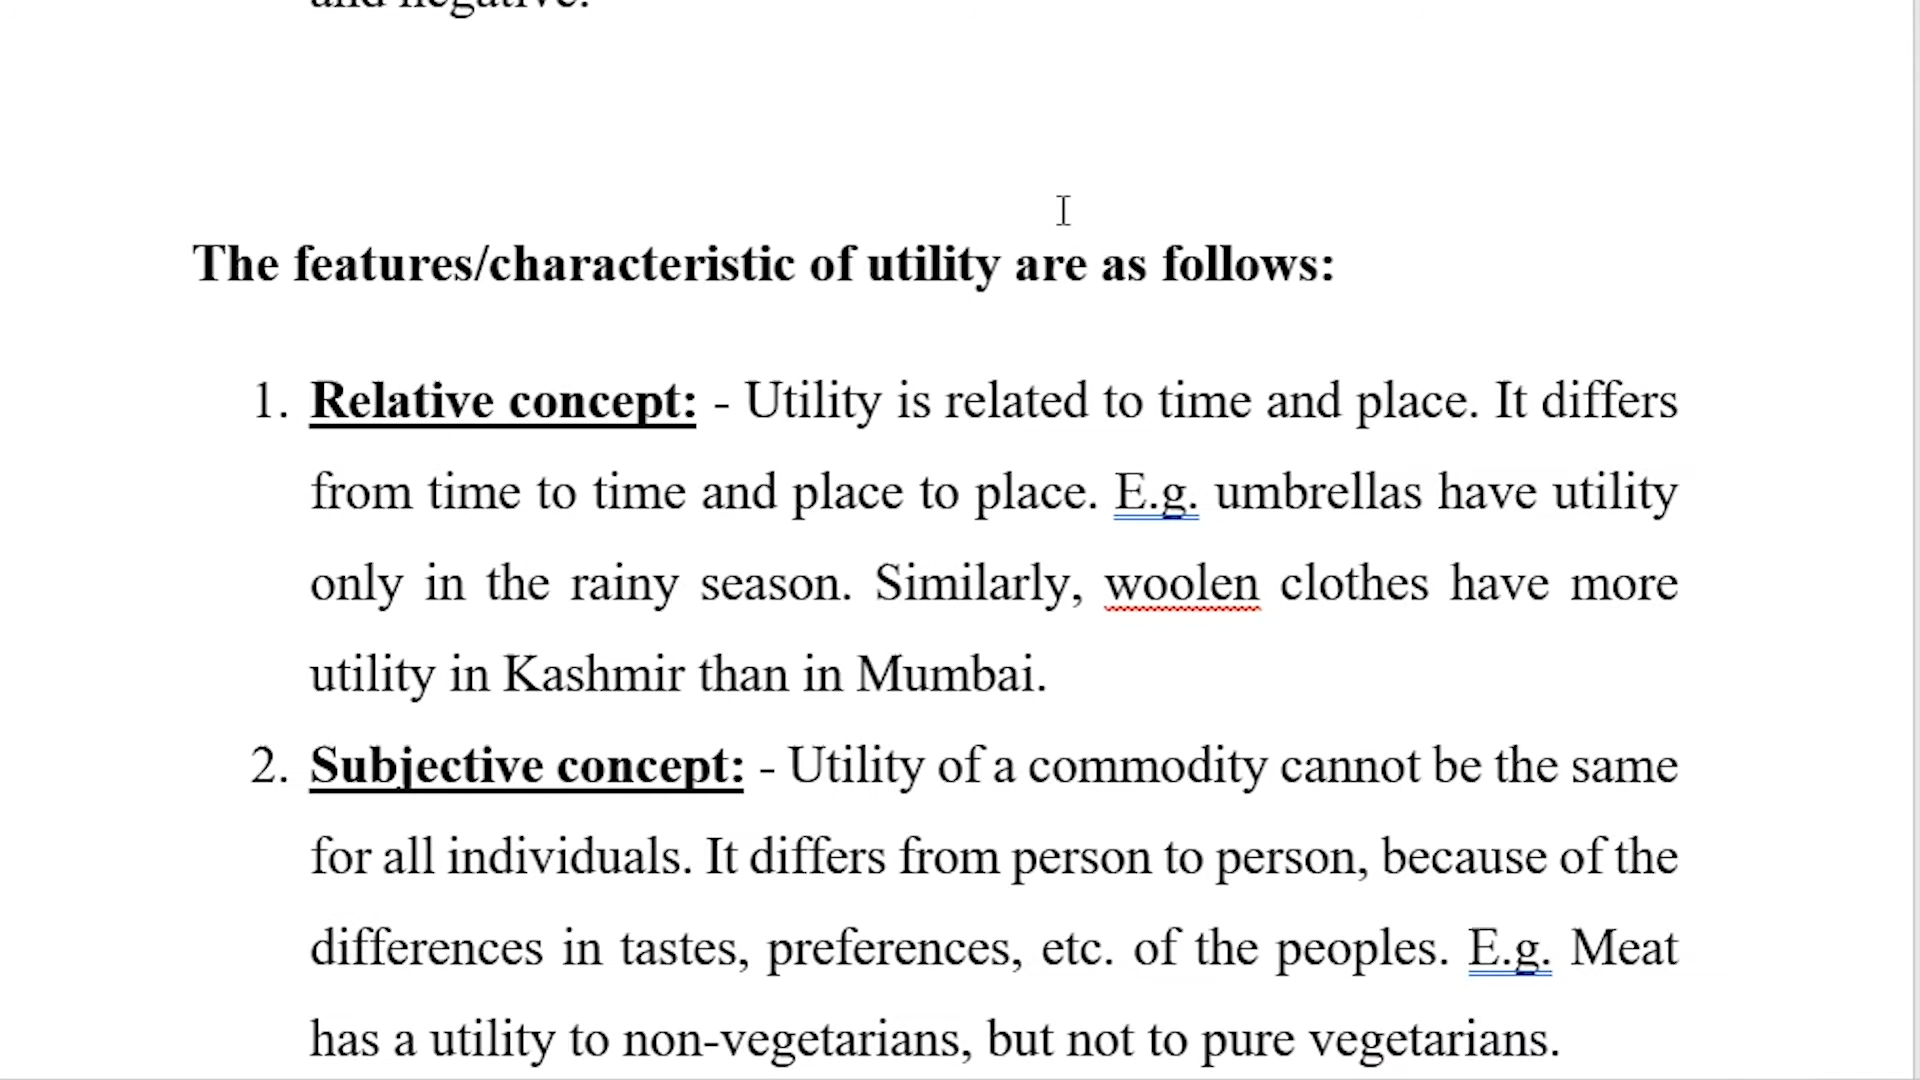 and negative.
The features/characteristic of utility are as follows:
1. Relative concept: - Utility is related to time and place. It differs
from time to time and place to place. E.g. umbrellas have utility
only in the rainy season. Similarly, woolen clothes have more
utility in Kashmir than in Mumbai.
2. Subjective concept: - Utility of a commodity cannot be the same
for all individuals. It differs from person to person, because of the
differences in tastes, preferences, etc. of the peoples. E.g. Meat
has a utility to non-vegetarians, but not to pure vegetarians.